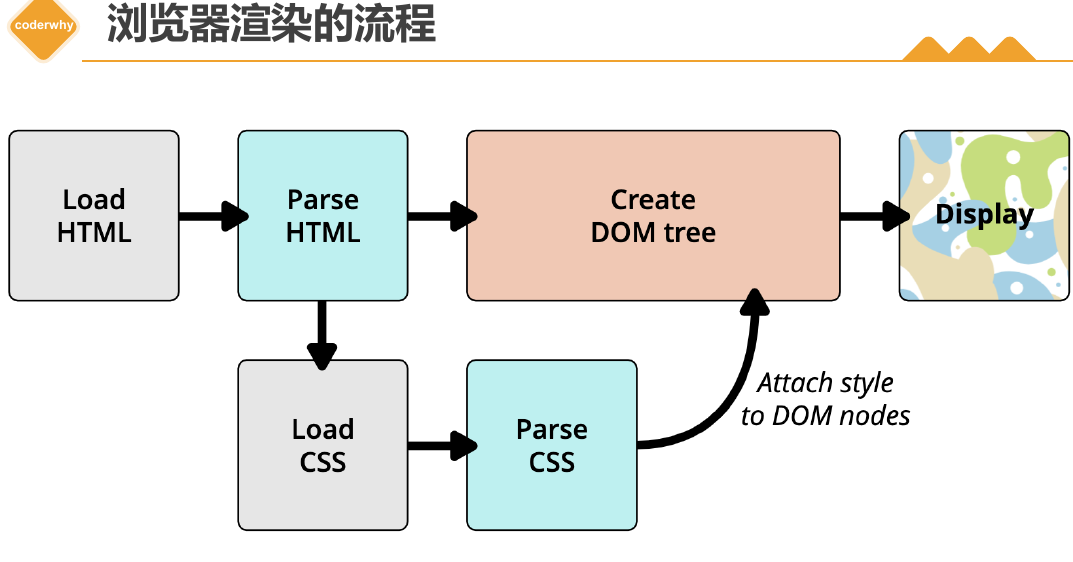 coderwhy
浏览器渲染的流程
Load
HTML
Parse
HTML
Create
DOM tree
Display
Load
CSS
Parse
CSS
Attach style
to DOM nodes